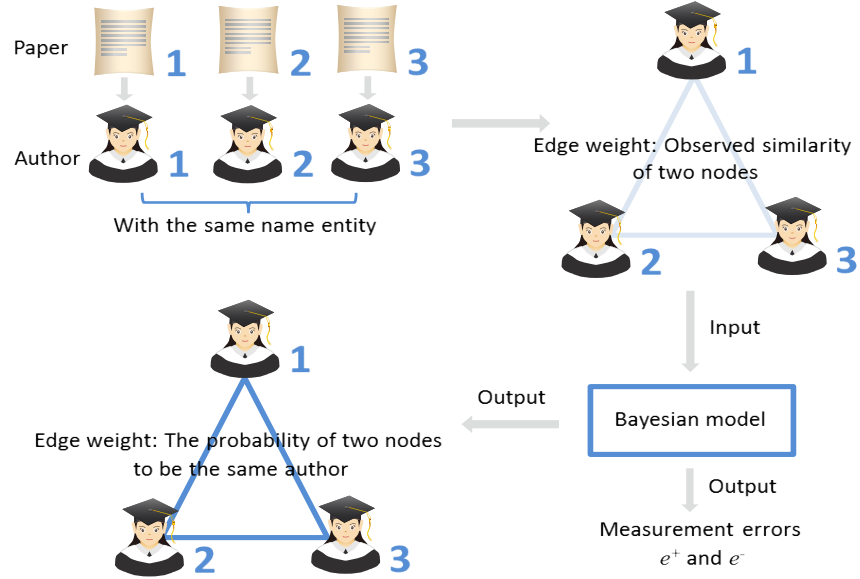 Paper
1
2
3
Author
1
2
3
With the same name entity
1
Edge weight: Observed similarity
of two nodes
2
3
Input
Bayesian model
Output
Output
Measurement errors
e⁺ and e⁻
1
Edge weight: The probability of two nodes
to be the same author
2
3